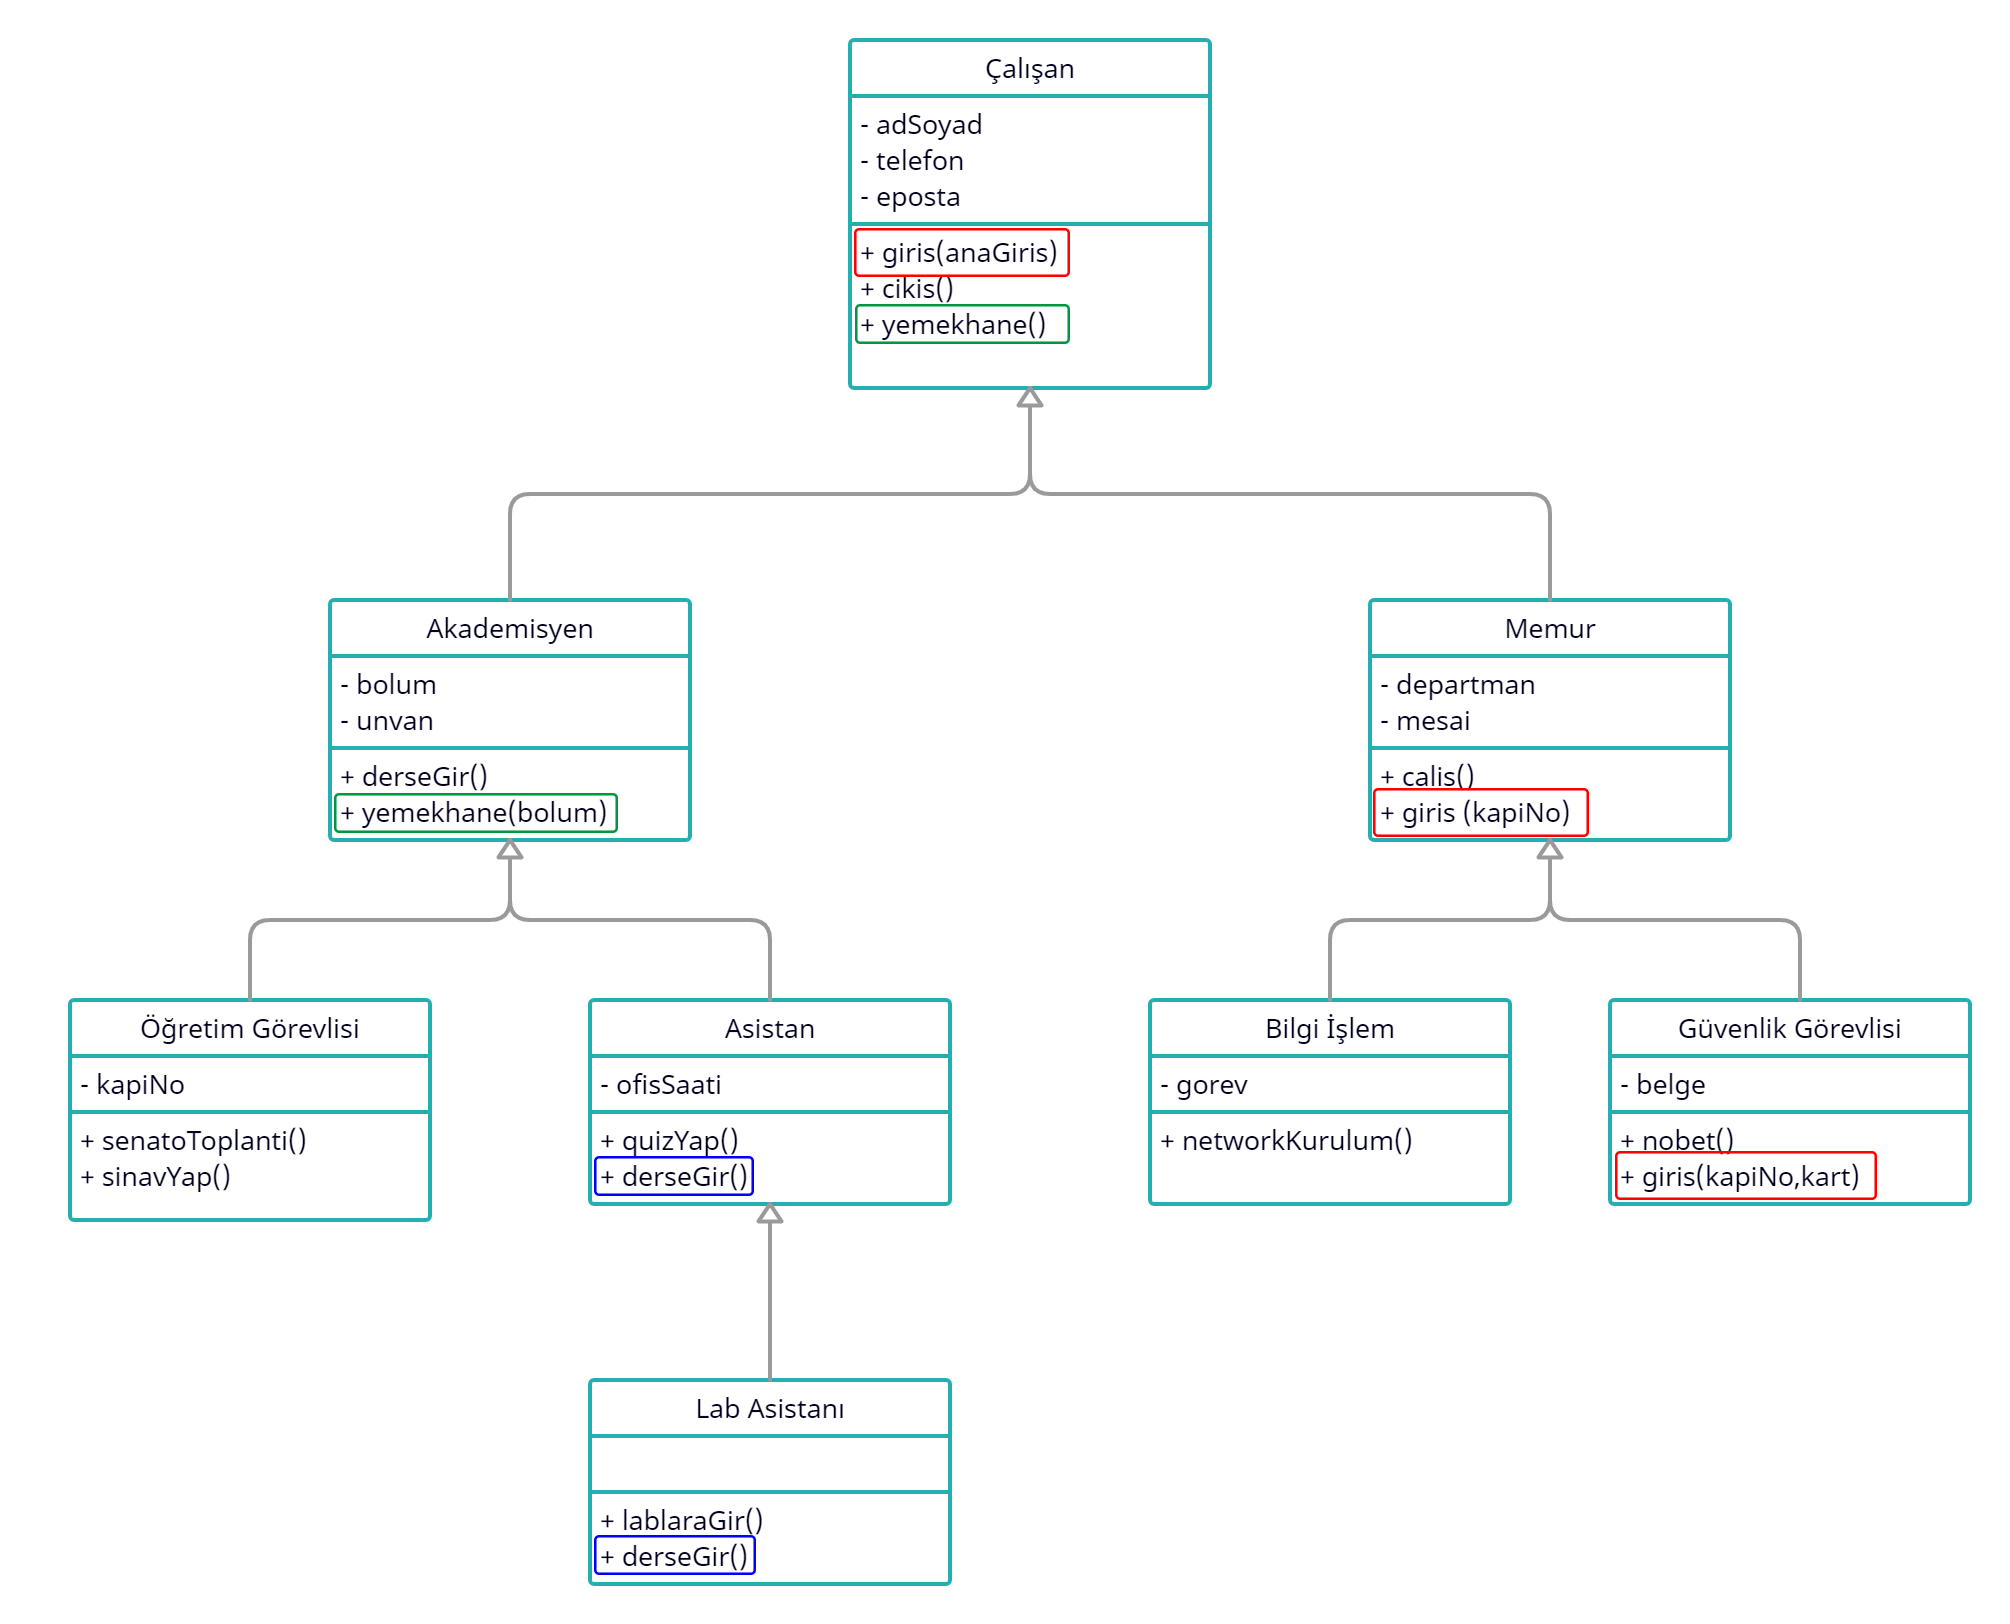 Çalışan
- adSoyad
- telefon
- eposta
+ giris(anaGiris)
+ cikis()
+ yemekhane()
Akademisyen
- bolum
- unvan
+ derseGir()
+ yemekhane(bolum)
Memur
- departman
- mesai
+ calis()
+ giris (kapiNo)
Öğretim Görevlisi
- kapiNo
+ senatoToplanti()
+ sinavYap()
Asistan
- ofisSaati
+ quizYap()
+ derseGir()
Bilgi İşlem
- gorev
+ networkKurulum()
Güvenlik Görevlisi
- belge
+ nobet()
+ giris(kapiNo,kart)
Lab Asistanı
+ lablaraGir()
+ derseGir()